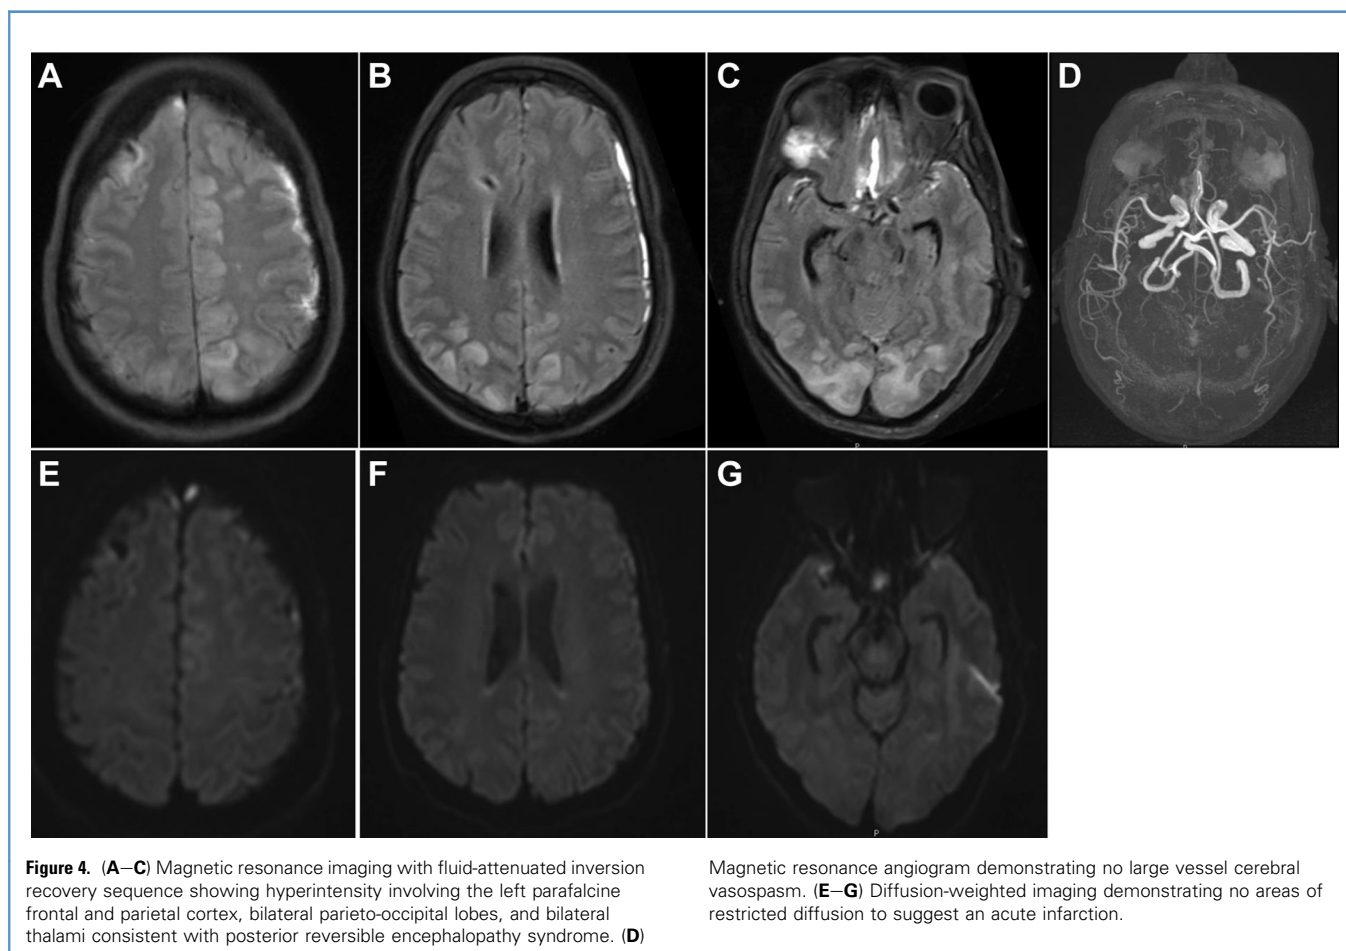 A
B
C
D
P
P
E
F
G
P
Figure 4. (A–C) Magnetic resonance imaging with fluid-attenuated inversion
recovery sequence showing hyperintensity involving the left parafalcine
frontal and parietal cortex, bilateral parieto-occipital lobes, and bilateral
thalami consistent with posterior reversible encephalopathy syndrome. (D)
Magnetic resonance angiogram demonstrating no large vessel cerebral
vasospasm. (E–G) Diffusion-weighted imaging demonstrating no areas of
restricted diffusion to suggest an acute infarction.